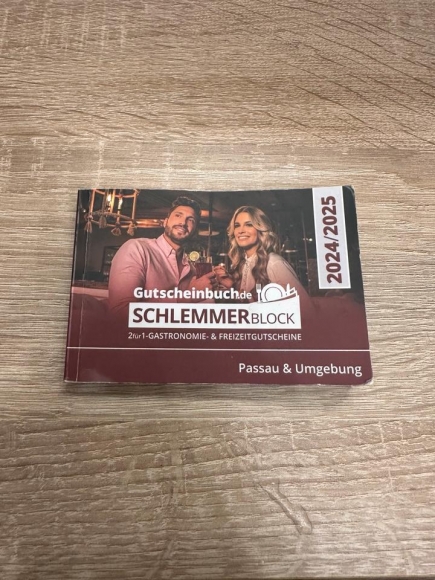 2024/2025
Gutscheinbuch.de
SCHLEMMERBLOCK
2für1-GASTRONOMIE- & FREIZEITGUTSCHEINE
Passau & Umgebung